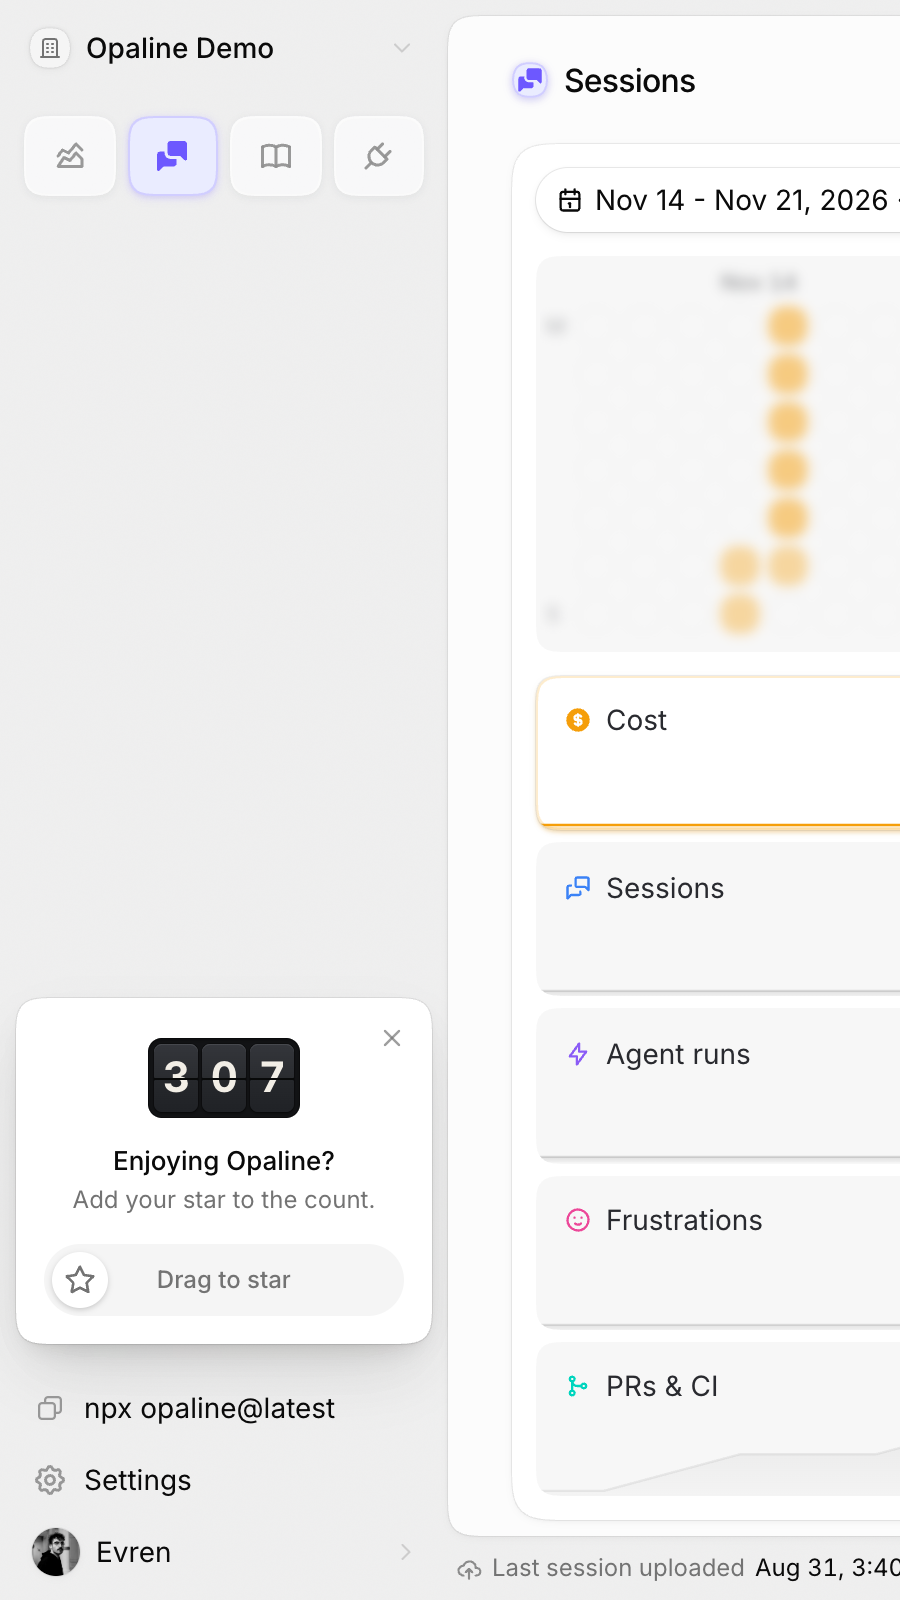 Opaline Demo
Sessions
Nov 14 - Nov 21, 2026
Nov 14
Cost
Sessions
Agent runs
Frustrations
PRs & CI
307
Enjoying Opaline?
Add your star to the count.
Drag to star
npx opaline@latest
Settings
Evren
Last session uploaded Aug 31, 3:40